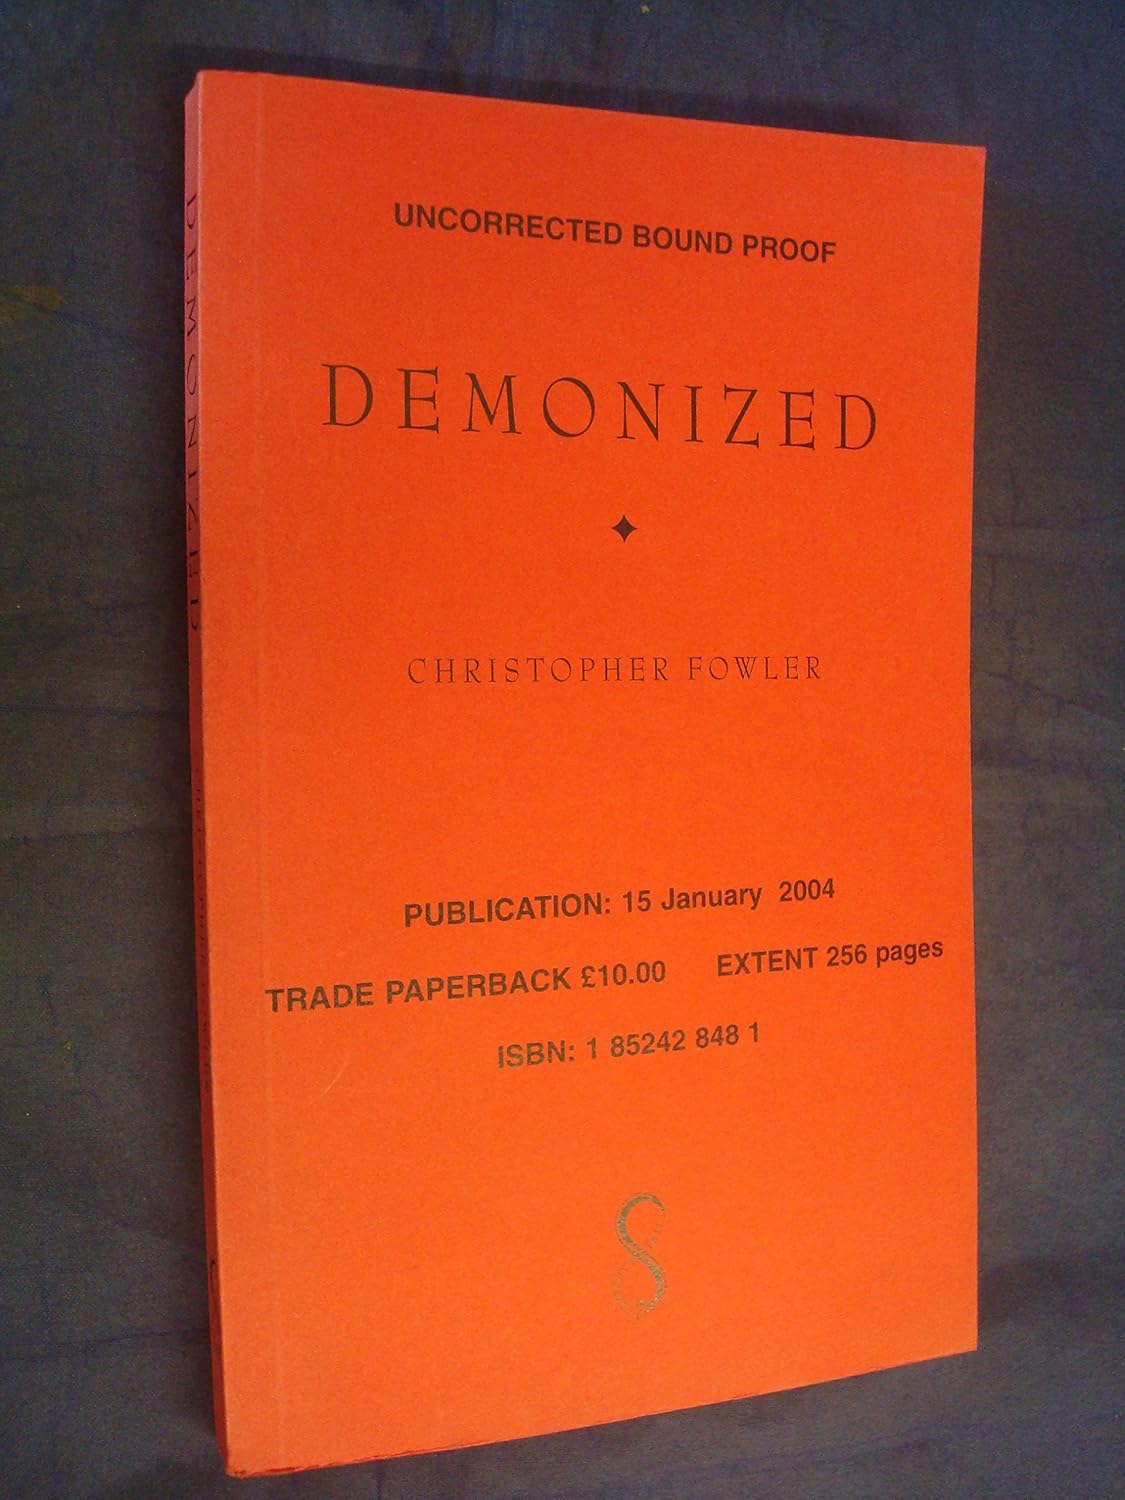 UNCORRECTED BOUND PROOF
DEMONIZED
CHRISTOPHER FOWLER
PUBLICATION: 15 January 2004
TRADE PAPERBACK £10.00 EXTENT 256 pages
ISBN: 1 85242 848 1
S
DEMONIZED